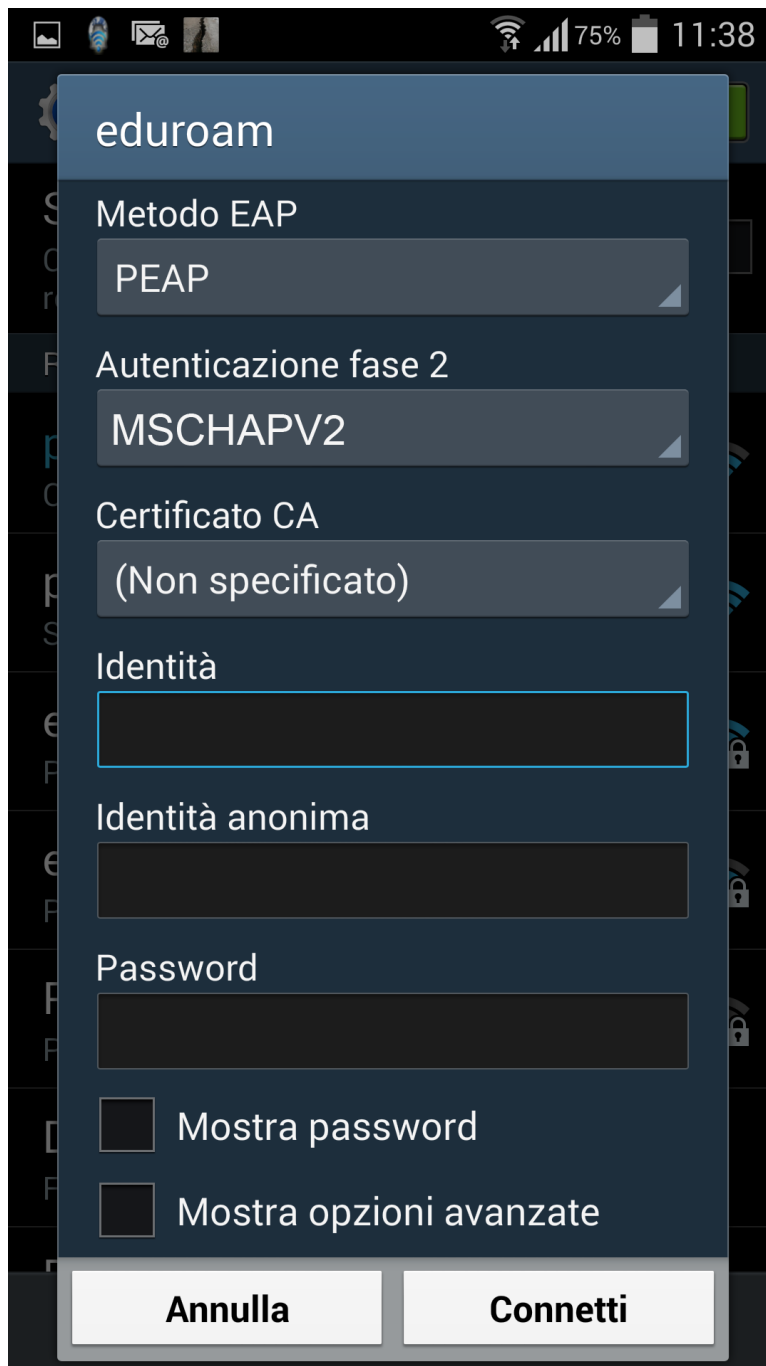 75% 11:38
eduroam
Metodo EAP
PEAP
Autenticazione fase 2
MSCHAPV2
Certificato CA
(Non specificato)
Identità
Identità anonima
Password
Mostra password
Mostra opzioni avanzate
Annulla Connetti